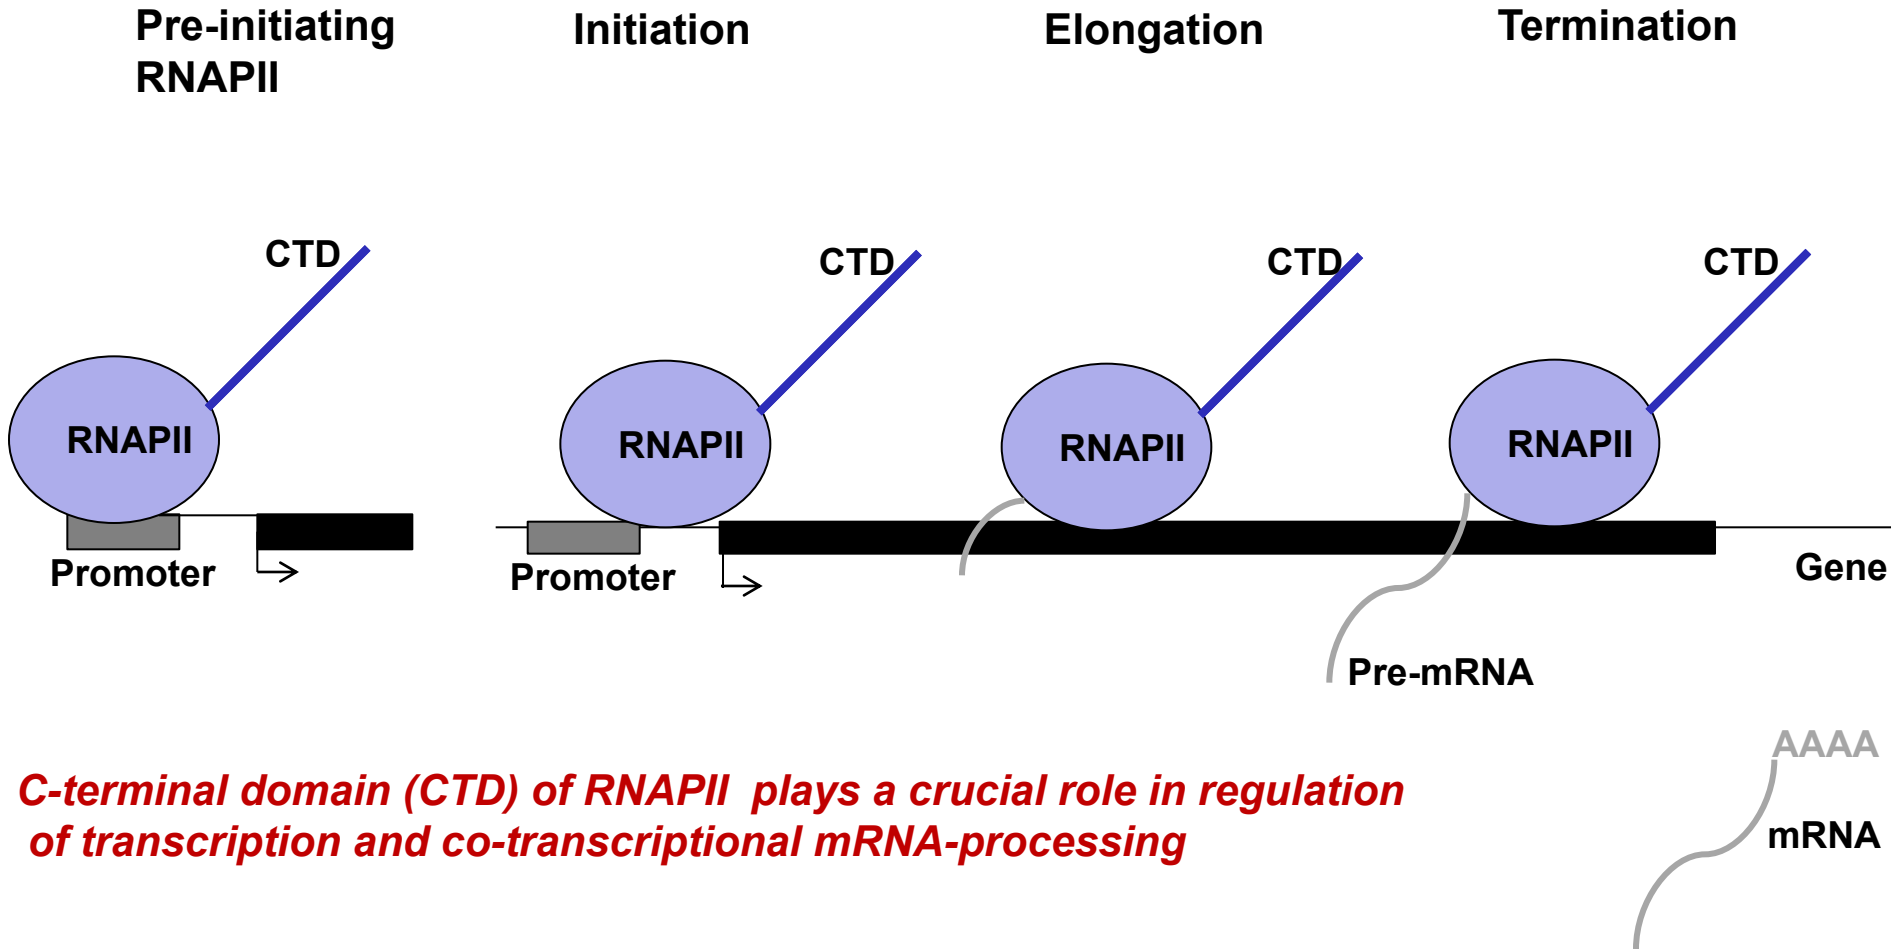 Pre-initiating
RNAPII
Initiation
Elongation
Termination
CTD
CTD
CTD
CTD
RNAPII
RNAPII
RNAPII
RNAPII
Promoter
Promoter
Gene
Pre-mRNA
AAAA
mRNA
C-terminal domain (CTD) of RNAPII plays a crucial role in regulation
of transcription and co-transcriptional mRNA-processing